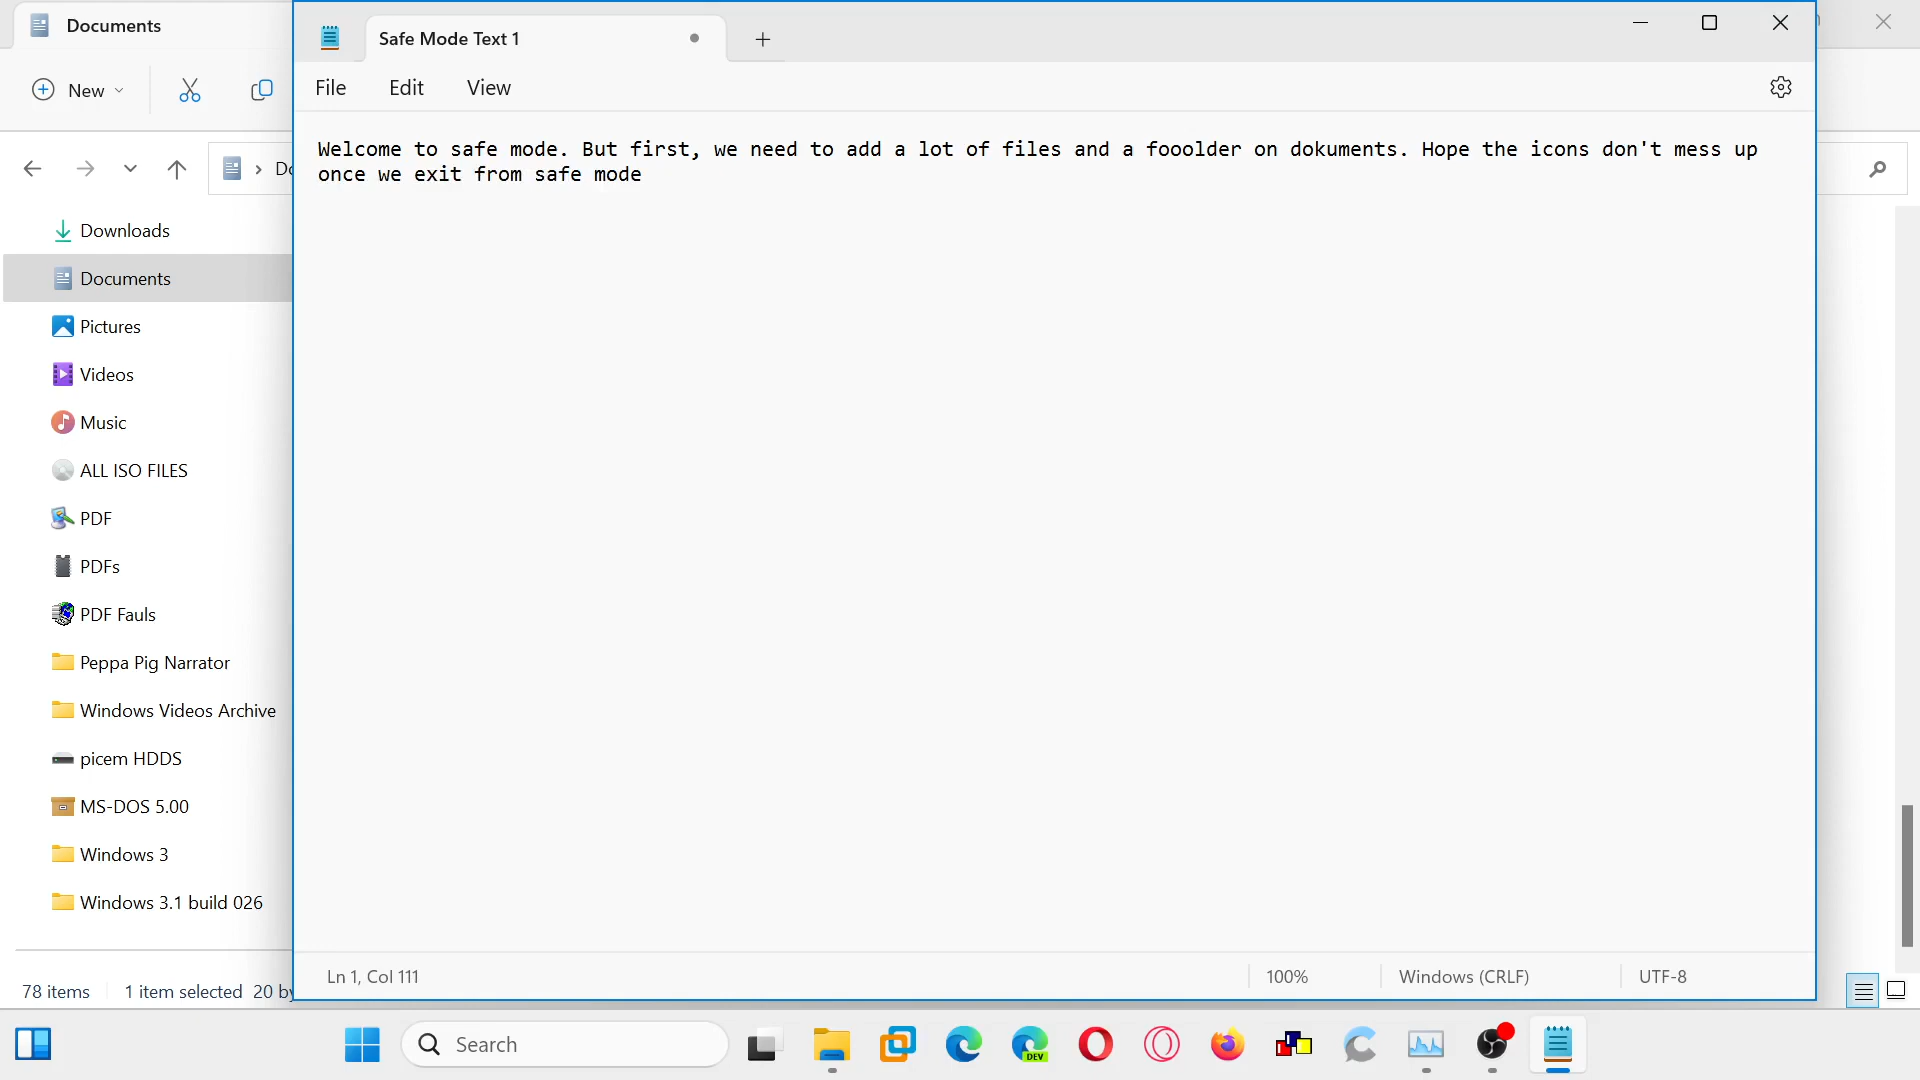 Documents
Safe Mode Text 1
New
File
Edit
View
Welcome to safe mode. But first, we need to add a lot of files and a fooolder on dokuments. Hope the icons don't mess up
once we exit from safe mode
Downloads
Documents
Pictures
Videos
Music
ALL ISO FILES
PDF
PDFs
PDF Fauls
Peppa Pig Narrator
Windows Videos Archive
picem HDDS
MS-DOS 5.00
Windows 3
Windows 3.1 build 026
Ln 1, Col 111
100%
Windows (CRLF)
UTF-8
78 items
1 item selected 20 by
Search
DEV